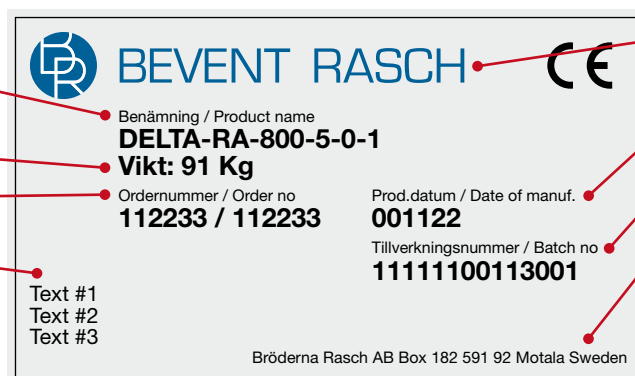 BR BEVENT RASCH CE
Benämning / Product name
DELTA-RA-800-5-0-1
Vikt: 91 Kg
Ordernummer / Order no
112233 / 112233
Prod.datum / Date of manuf.
001122
Tillverkningsnummer / Batch no
11111100113001
Text #1
Text #2
Text #3
Bröderna Rasch AB Box 182 591 92 Motala Sweden